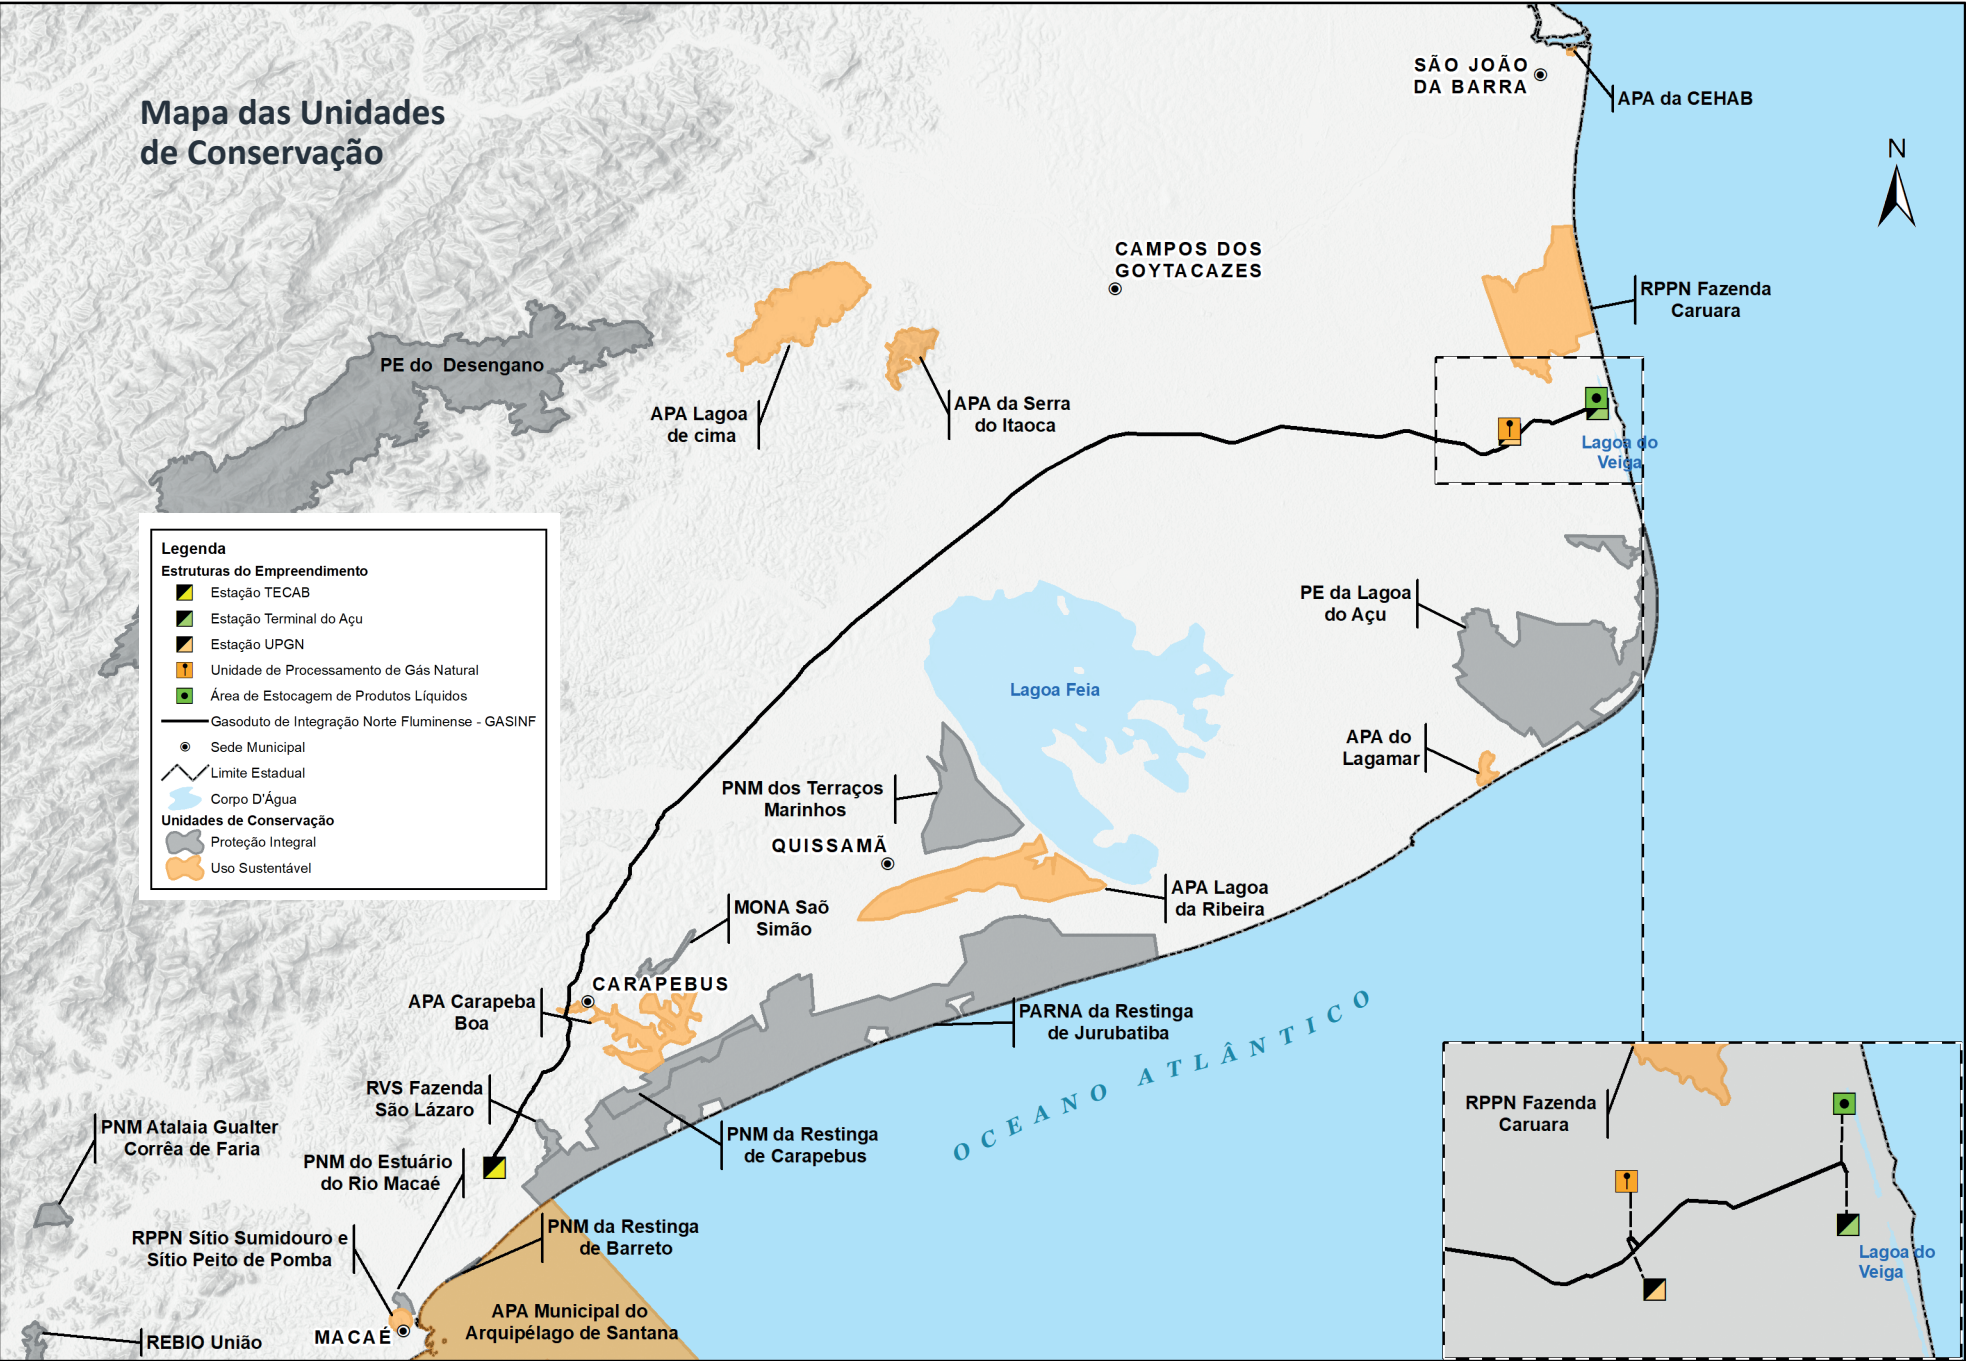 Mapa das Unidades
de Conservação
SÃO JOÃO
DA BARRA
APA da CEHAB
N
CAMPOS DOS
GOYTACAZES
RPPN Fazenda
Caruara
PE do Desengano
APA Lagoa
de cima
APA da Serra
do Itaoca
Lagoa do
Veiga
Legenda
Estruturas do Empreendimento
Estação TECAB
Estação Terminal do Açu
Estação UPGN
Unidade de Processamento de Gás Natural
Área de Estocagem de Produtos Líquidos
Gasoduto de Integração Norte Fluminense - GASINF
Sede Municipal
Limite Estadual
Corpo D'Água
Unidades de Conservação
Proteção Integral
Uso Sustentável
PE da Lagoa
do Açu
Lagoa Feia
APA do
Lagamar
PNM dos Terraços
Marinhos
QUISSAMÃ
APA Lagoa
da Ribeira
MONA Saõ
Simão
CARAPEBUS
APA Carapeba
Boa
PARNA da Restinga
de Jurubatiba
OCEANO ATLÂNTICO
RVS Fazenda
São Lázaro
PNM Atalaia Gualter
Corrêa de Faria
PNM da Restinga
de Carapebus
PNM do Estuário
do Rio Macaé
RPPN Sítio Sumidouro e
Sítio Peito de Pomba
PNM da Restinga
de Barreto
APA Municipal do
Arquipélago de Santana
MACAÉ
REBIO União
RPPN Fazenda
Caruara
Lagoa do
Veiga